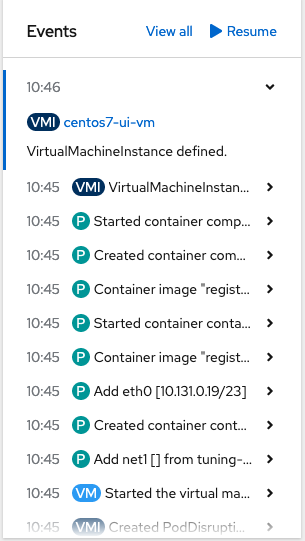 Events View all Resume
10:46
VMI centos7-ui-vm
VirtualMachineInstance defined.
10:45 VMI VirtualMachineInstan...
10:45 P Started container comp...
10:45 P Created container com...
10:45 P Container image "regist...
10:45 P Started container conta...
10:45 P Container image "regist...
10:45 P Add eth0 [10.131.0.19/23]
10:45 P Created container cont...
10:45 P Add net1 [] from tuning-...
10:45 VM Started the virtual ma...
10:45 VMI Created PodDisrupti...